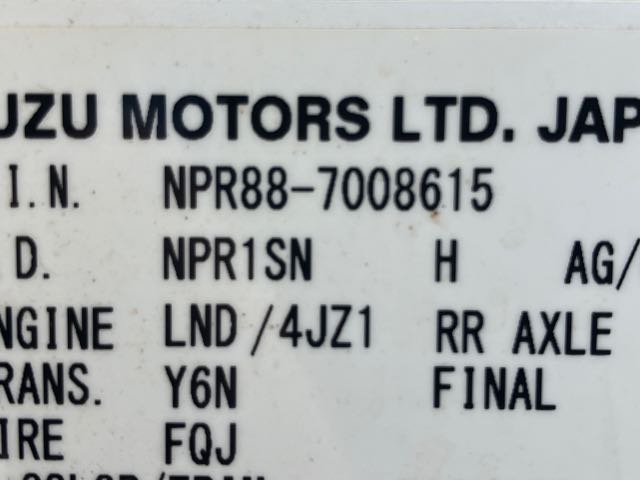 UZU MOTORS LTD. JAP
I.N. NPR88-7008615
D. NPR1SN H AG/
NGINE LND/4JZ1 RR AXLE
RANS. Y6N FINAL
IRE FQJ